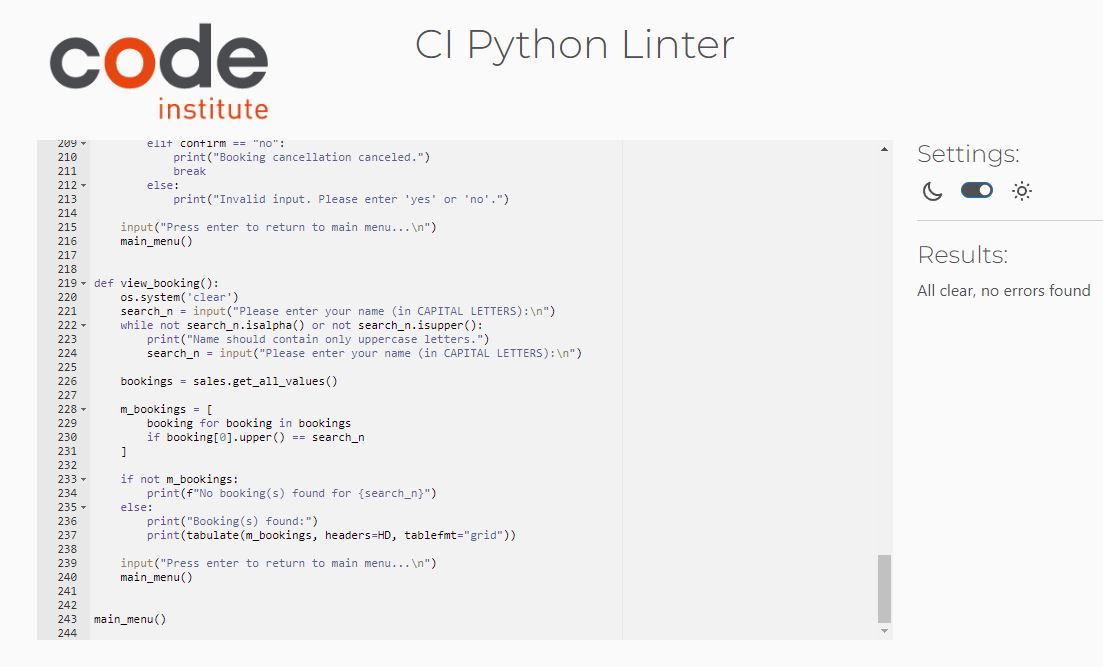 code
institute
CI Python Linter
209 elif confirm == "no":
210 print("Booking cancellation canceled.")
211 break
212 else:
213 print("Invalid input. Please enter 'yes' or 'no'.")
214
215 input("Press enter to return to main menu...\n")
216 main_menu()
217
218
219 def view_booking():
220 os.system('clear')
221 search_n = input("Please enter your name (in CAPITAL LETTERS):\n")
222 while not search_n.isalpha() or not search_n.isupper():
223 print("Name should contain only uppercase letters.")
224 search_n = input("Please enter your name (in CAPITAL LETTERS):\n")
225
226 bookings = sales.get_all_values()
227
228 m_bookings = [
229 booking for booking in bookings
230 if booking[0].upper() == search_n
231 ]
232
233 if not m_bookings:
234 print(f"No booking(s) found for {search_n}")
235 else:
236 print("Booking(s) found:")
237 print(tabulate(m_bookings, headers=HD, tablefmt="grid"))
238
239 input("Press enter to return to main menu...\n")
240 main_menu()
241
242
243 main_menu()
244
Settings:
Results:
All clear, no errors found